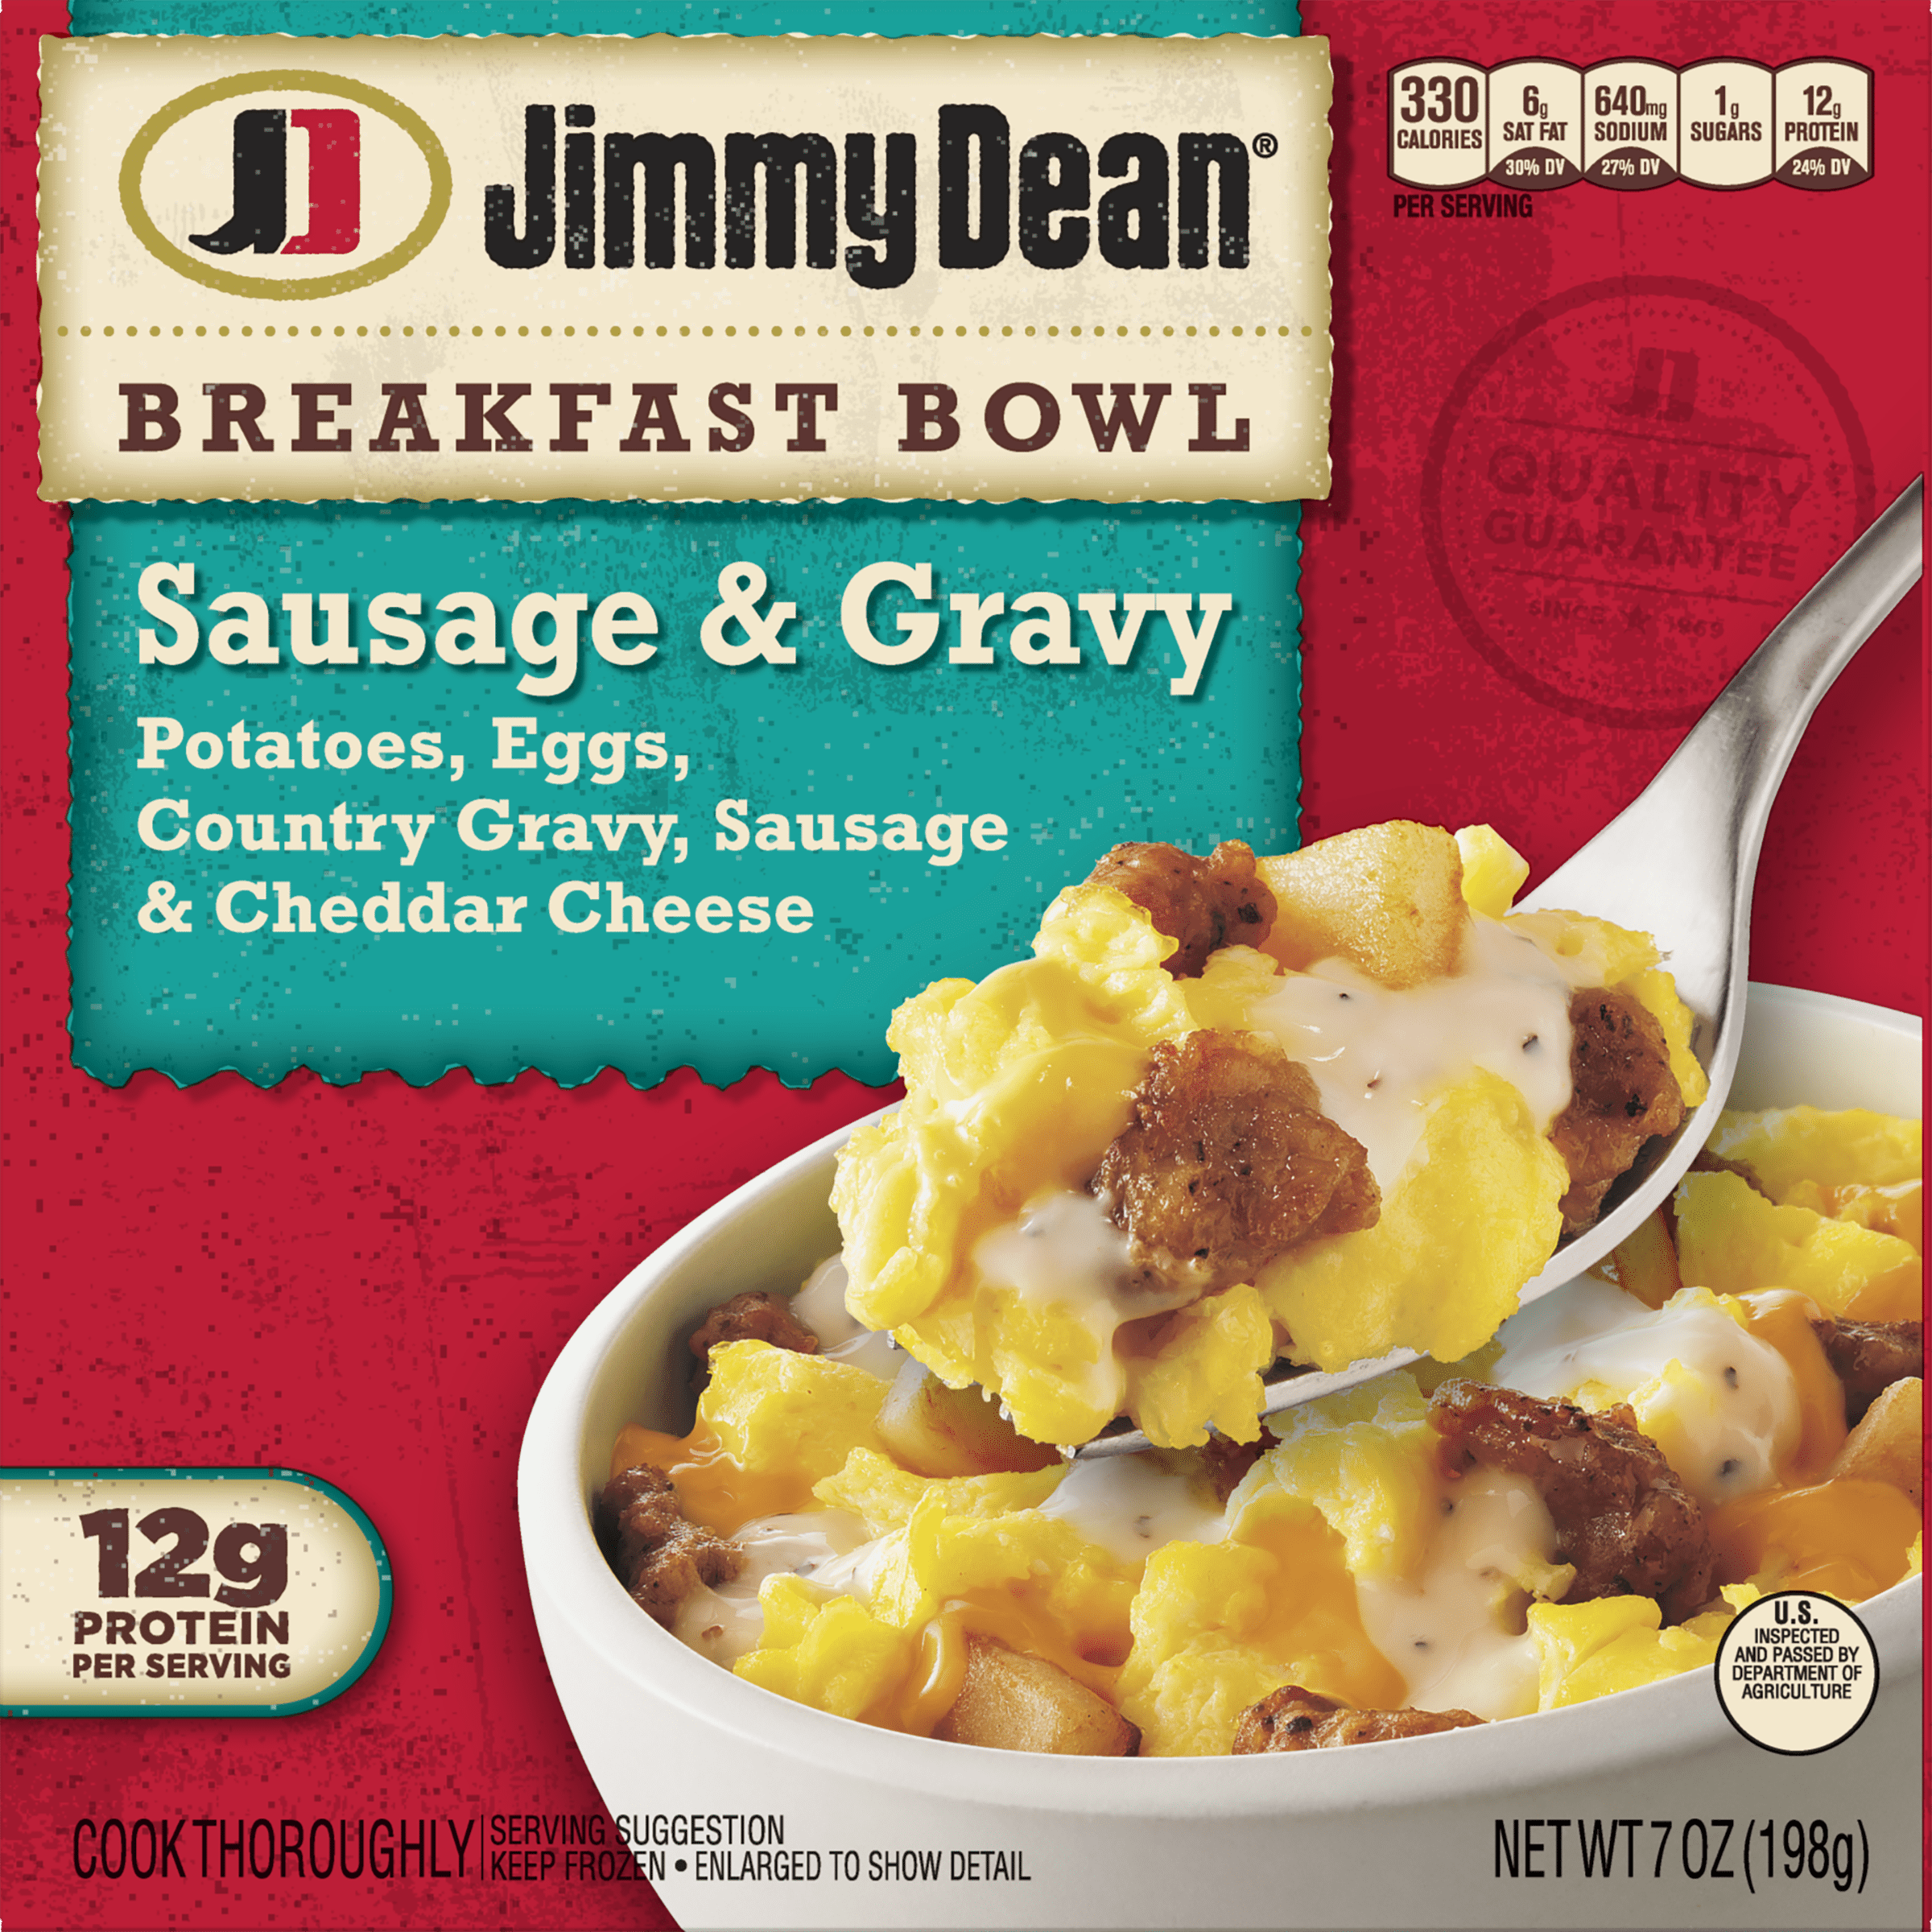 Jimmy Dean®
BREAKFAST BOWL
Sausage & Gravy
Potatoes, Eggs,
Country Gravy, Sausage
& Cheddar Cheese
330 CALORIES
6g SAT FAT 30% DV
640mg SODIUM 27% DV
1g SUGARS
12g PROTEIN 24% DV
PER SERVING
QUALITY
GUARANTEE
SINCE ★ 1969
12g
PROTEIN
PER SERVING
U.S.
INSPECTED
AND PASSED BY
DEPARTMENT OF
AGRICULTURE
COOK THOROUGHLY
SERVING SUGGESTION
KEEP FROZEN • ENLARGED TO SHOW DETAIL
NET WT 7 OZ (198g)